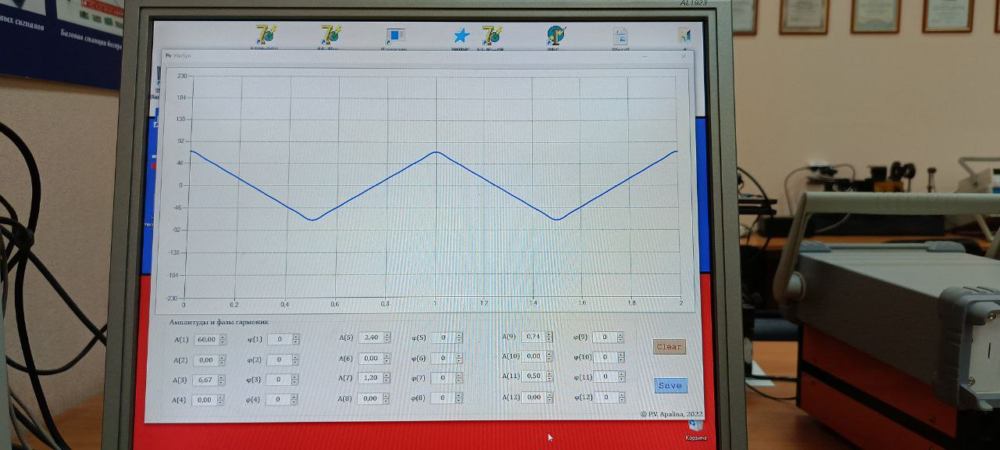 AL1923
вых сигналов
Базовая станция беспр
HarSyn
230
184
138
92
46
0
-46
-92
-138
-184
-230
0 0,2 0,4 0,6 0,8 1 1,2 1,4 1,6 1,8 2
Амплитуды и фазы гармоник
A(1) 60,00 φ(1) 0 A(5) 2,40 φ(5) 0 A(9) 0,74 φ(9) 0
A(2) 0,00 φ(2) 0 A(6) 0,00 φ(6) 0 A(10) 0,00 φ(10) 0
A(3) 6,67 φ(3) 0 A(7) 1,20 φ(7) 0 A(11) 0,50 φ(11) 0
A(4) 0,00 φ(4) 0 A(8) 0,00 φ(8) 0 A(12) 0,00 φ(12) 0
Clear
Save
© P.V. Apalina, 2022
Корзина